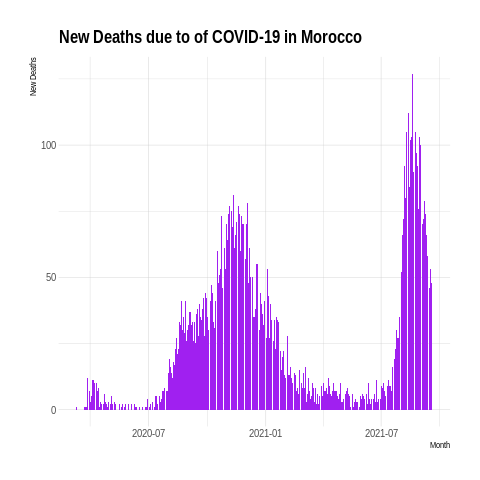 New Deaths due to of COVID-19 in Morocco
New Deaths
100
50
0
2020-07 2021-01 2021-07
Month